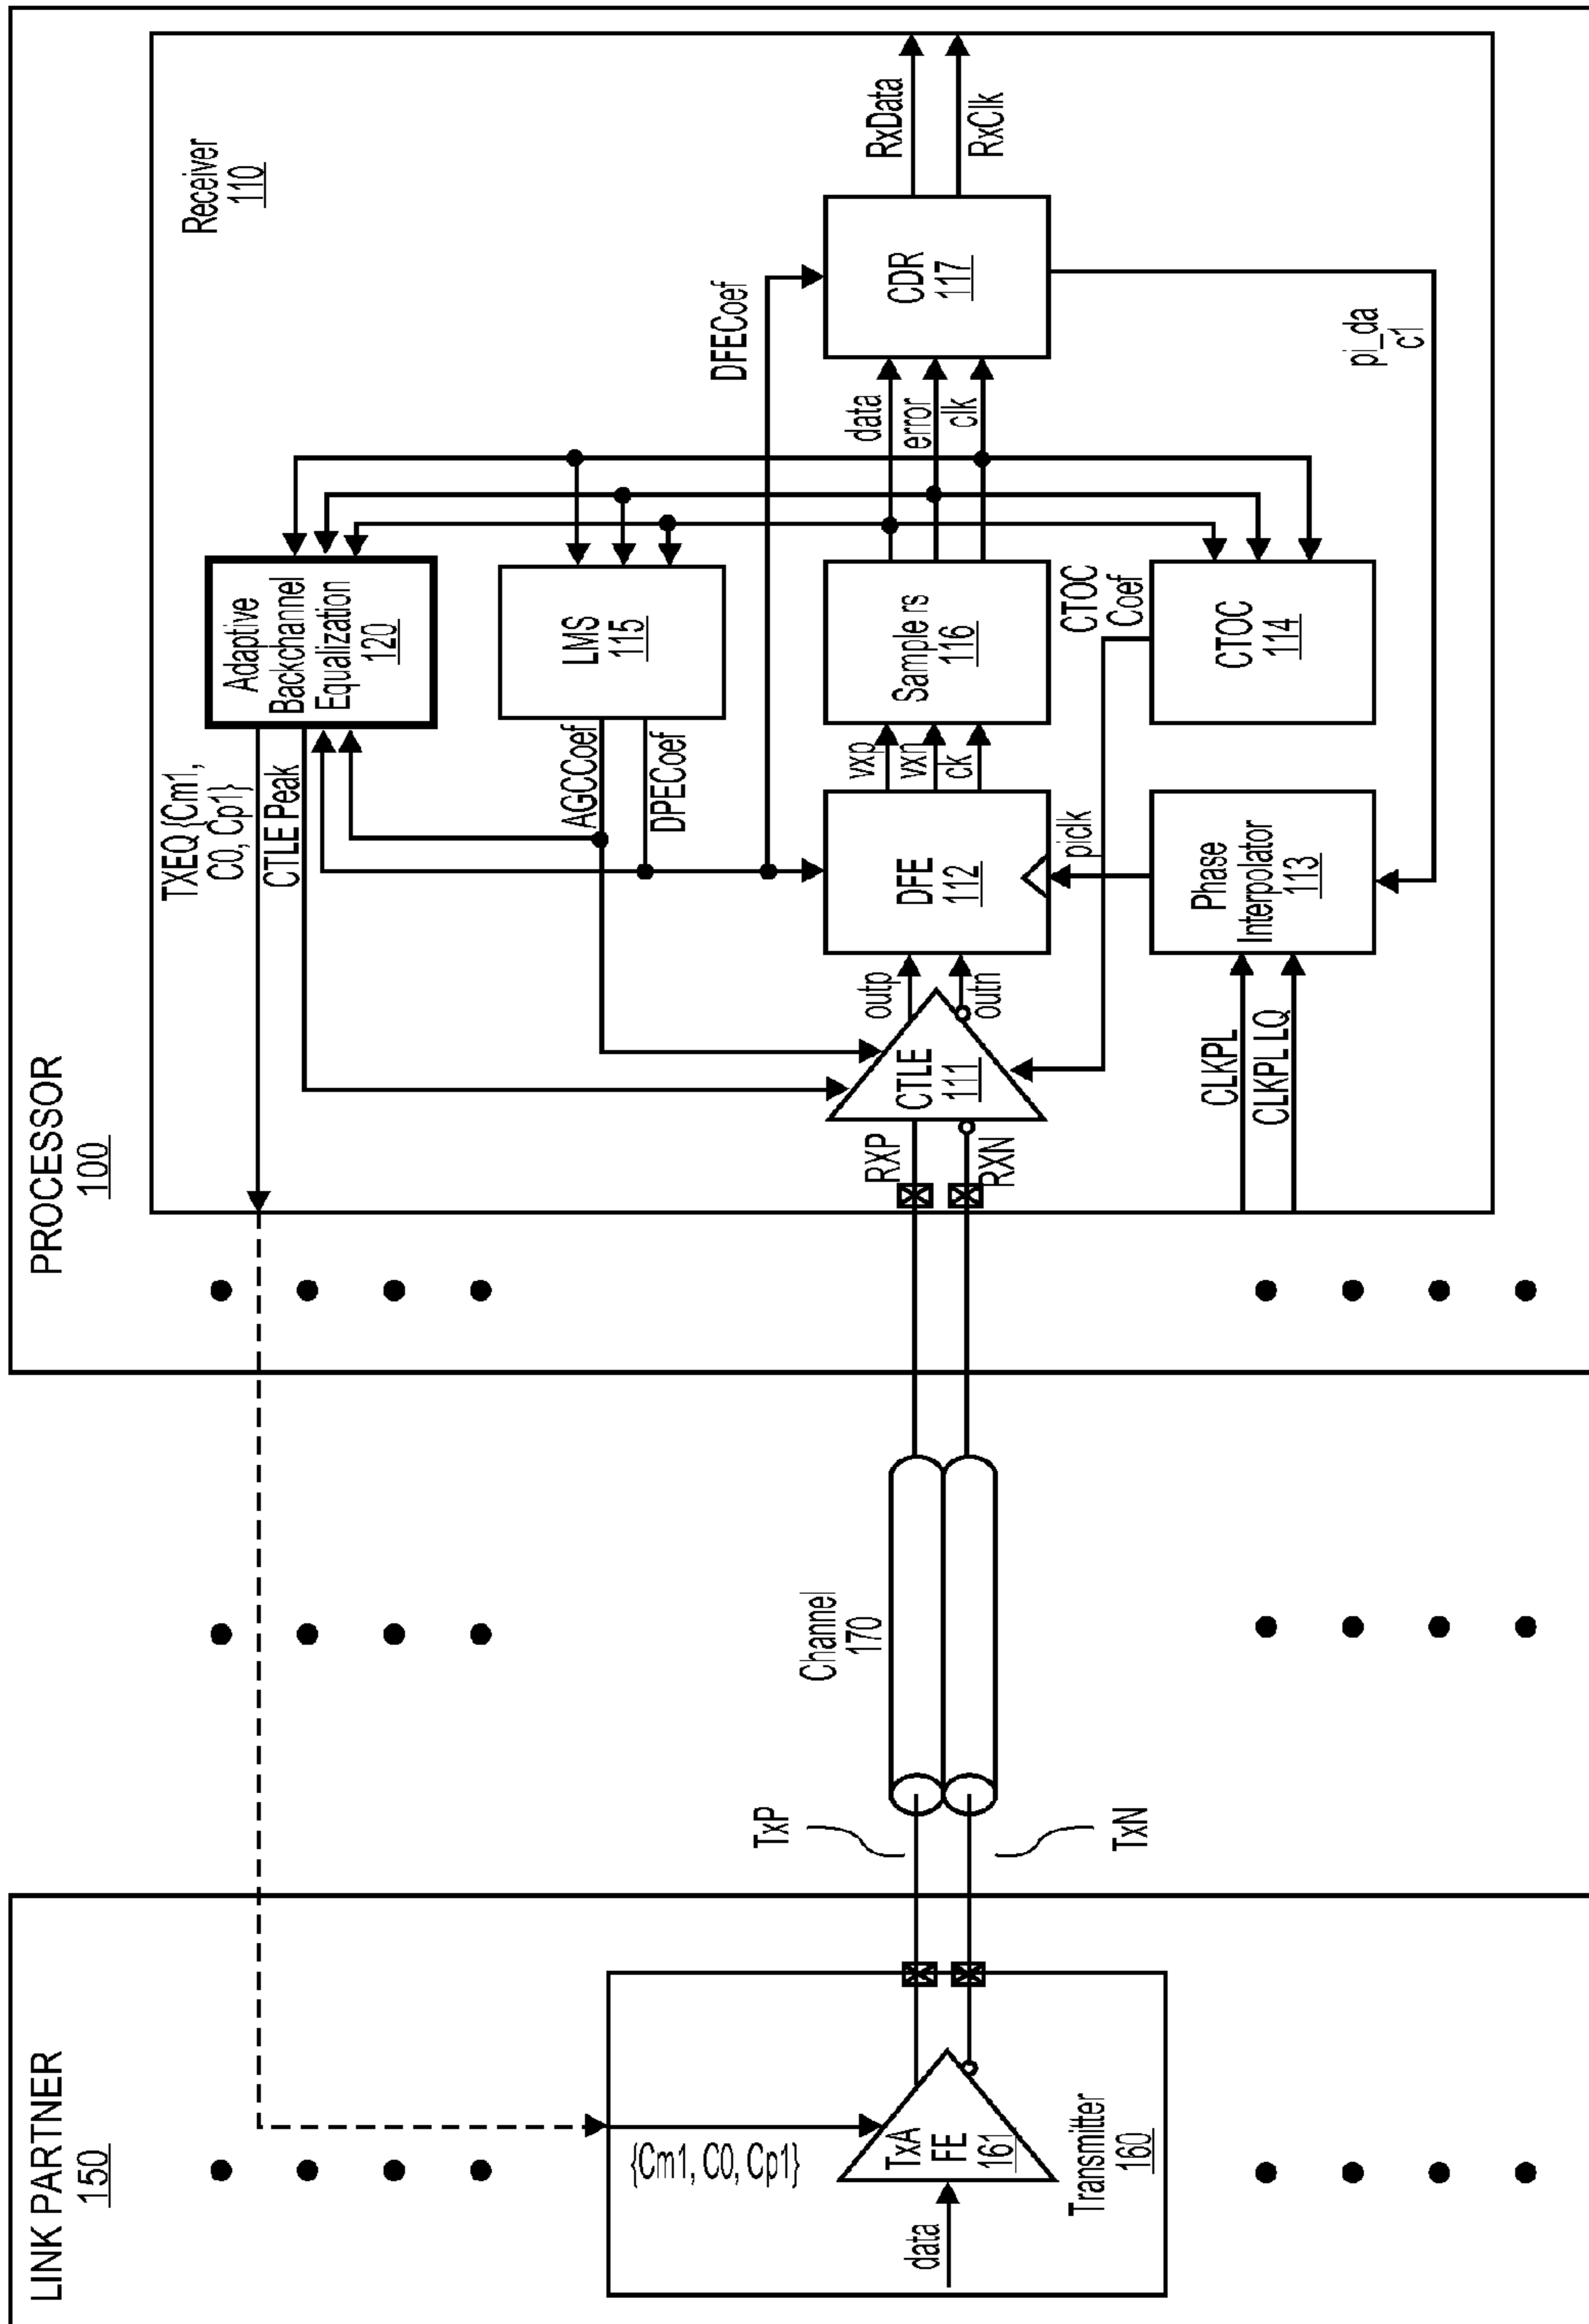 LINK PARTNER
150
{Cm1, C0, Cp1}
data
TxA
FE
161
Transmitter
160
TxP
TxN
Channel
170
PROCESSOR
100
Receiver
110
TXEQ {Cm1,
C0, Cp1}
CTLE Peak
Adaptive
Backchannel
Equalization
120
AGCCoef
DPECoef
LMS
115
DFECoef
RXP
RXN
CTLE
111
outp
outn
DFE
112
vxp
vxn
ck
Samplers
116
data
error
clk
CDR
117
RxData
RxClk
piclk
CTOC
Coef
CLKPL
CLKPL LQ
Phase
Interpolator
113
CTOC
114
pi_da
c1